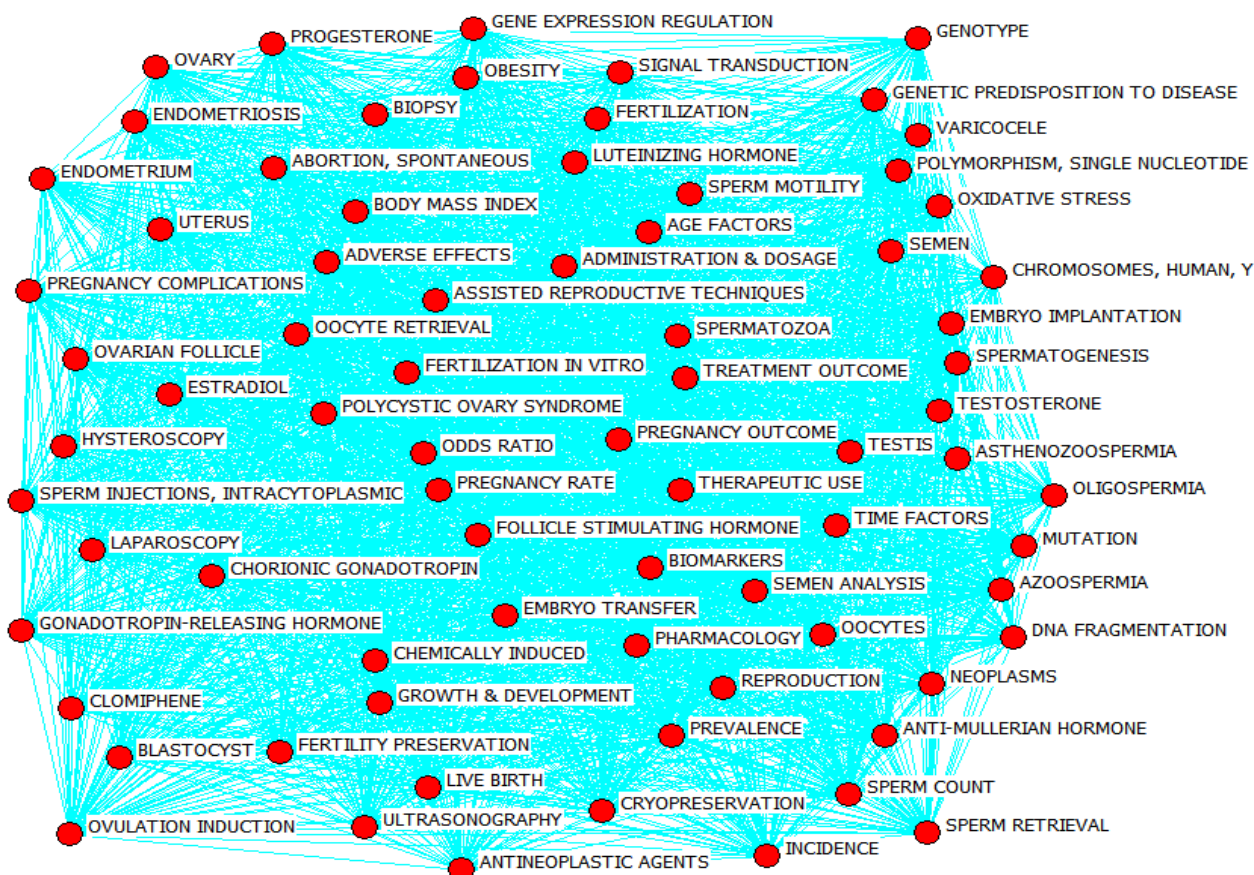 GENE EXPRESSION REGULATION
PROGESTERONE
GENOTYPE
OVARY
OBESITY
SIGNAL TRANSDUCTION
GENETIC PREDISPOSITION TO DISEASE
ENDOMETRIOSIS
BIOPSY
FERTILIZATION
VARICOCELE
ENDOMETRIUM
ABORTION, SPONTANEOUS
LUTEINIZING HORMONE
POLYMORPHISM, SINGLE NUCLEOTIDE
SPERM MOTILITY
OXIDATIVE STRESS
UTERUS
BODY MASS INDEX
AGE FACTORS
ADVERSE EFFECTS
ADMINISTRATION & DOSAGE
SEMEN
PREGNANCY COMPLICATIONS
ASSISTED REPRODUCTIVE TECHNIQUES
CHROMOSOMES, HUMAN, Y
OOCYTE RETRIEVAL
SPERMATOZOA
EMBRYO IMPLANTATION
OVARIAN FOLLICLE
FERTILIZATION IN VITRO
TREATMENT OUTCOME
SPERMATOGENESIS
ESTRADIOL
POLYCYSTIC OVARY SYNDROME
TESTOSTERONE
HYSTEROSCOPY
ODDS RATIO
PREGNANCY OUTCOME
TESTIS
ASTHENOZOOSPERMIA
SPERM INJECTIONS, INTRACYTOPLASMIC
PREGNANCY RATE
THERAPEUTIC USE
OLIGOSPERMIA
LAPAROSCOPY
FOLLICLE STIMULATING HORMONE
TIME FACTORS
MUTATION
CHORIONIC GONADOTROPIN
BIOMARKERS
SEMEN ANALYSIS
AZOOSPERMIA
GONADOTROPIN-RELEASING HORMONE
EMBRYO TRANSFER
PHARMACOLOGY
OOCYTES
DNA FRAGMENTATION
CHEMICALLY INDUCED
REPRODUCTION
NEOPLASMS
CLOMIPHENE
GROWTH & DEVELOPMENT
PREVALENCE
ANTI-MULLERIAN HORMONE
BLASTOCYST
FERTILITY PRESERVATION
LIVE BIRTH
CRYOPRESERVATION
SPERM COUNT
OVULATION INDUCTION
ULTRASONOGRAPHY
SPERM RETRIEVAL
ANTINEOPLASTIC AGENTS
INCIDENCE